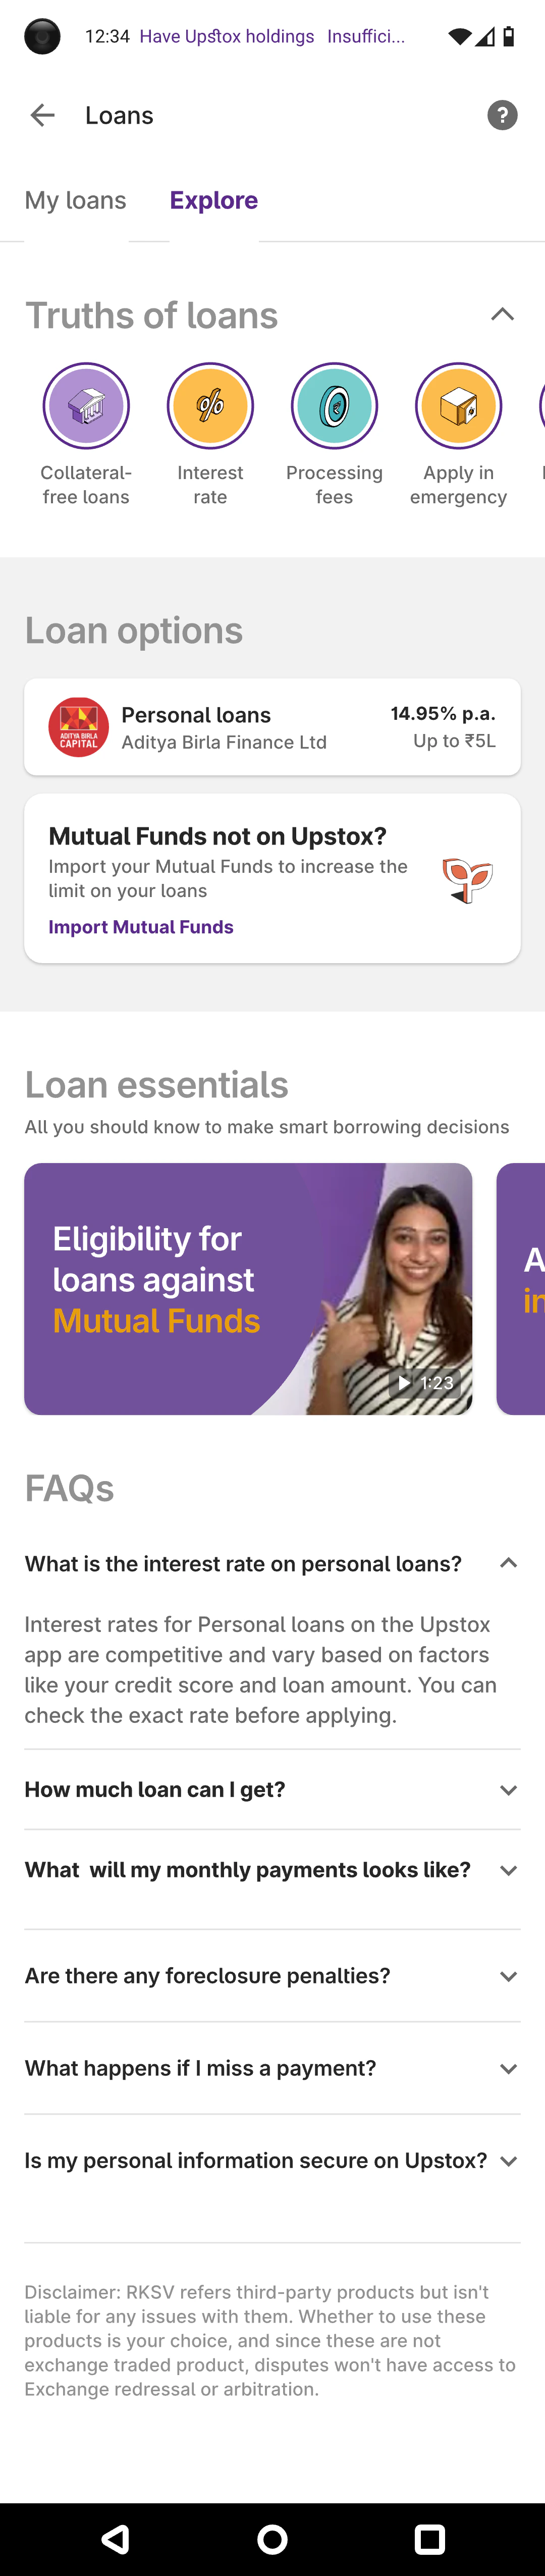 12:34 Have Upstox holdings Insuffici...
Loans
?
My loans Explore
Truths of loans
Collateral-
free loans
Interest
rate
Processing
fees
Apply in
emergency
Loan options
ADITYA BIRLA
CAPITAL
Personal loans
Aditya Birla Finance Ltd
14.95% p.a.
Up to ₹5L
Mutual Funds not on Upstox?
Import your Mutual Funds to increase the
limit on your loans
Import Mutual Funds
Loan essentials
All you should know to make smart borrowing decisions
Eligibility for
loans against
Mutual Funds
1:23
A
in
FAQs
What is the interest rate on personal loans?
Interest rates for Personal loans on the Upstox
app are competitive and vary based on factors
like your credit score and loan amount. You can
check the exact rate before applying.
How much loan can I get?
What  will my monthly payments looks like?
Are there any foreclosure penalties?
What happens if I miss a payment?
Is my personal information secure on Upstox?
Disclaimer: RKSV refers third-party products but isn't
liable for any issues with them. Whether to use these
products is your choice, and since these are not
exchange traded product, disputes won't have access to
Exchange redressal or arbitration.